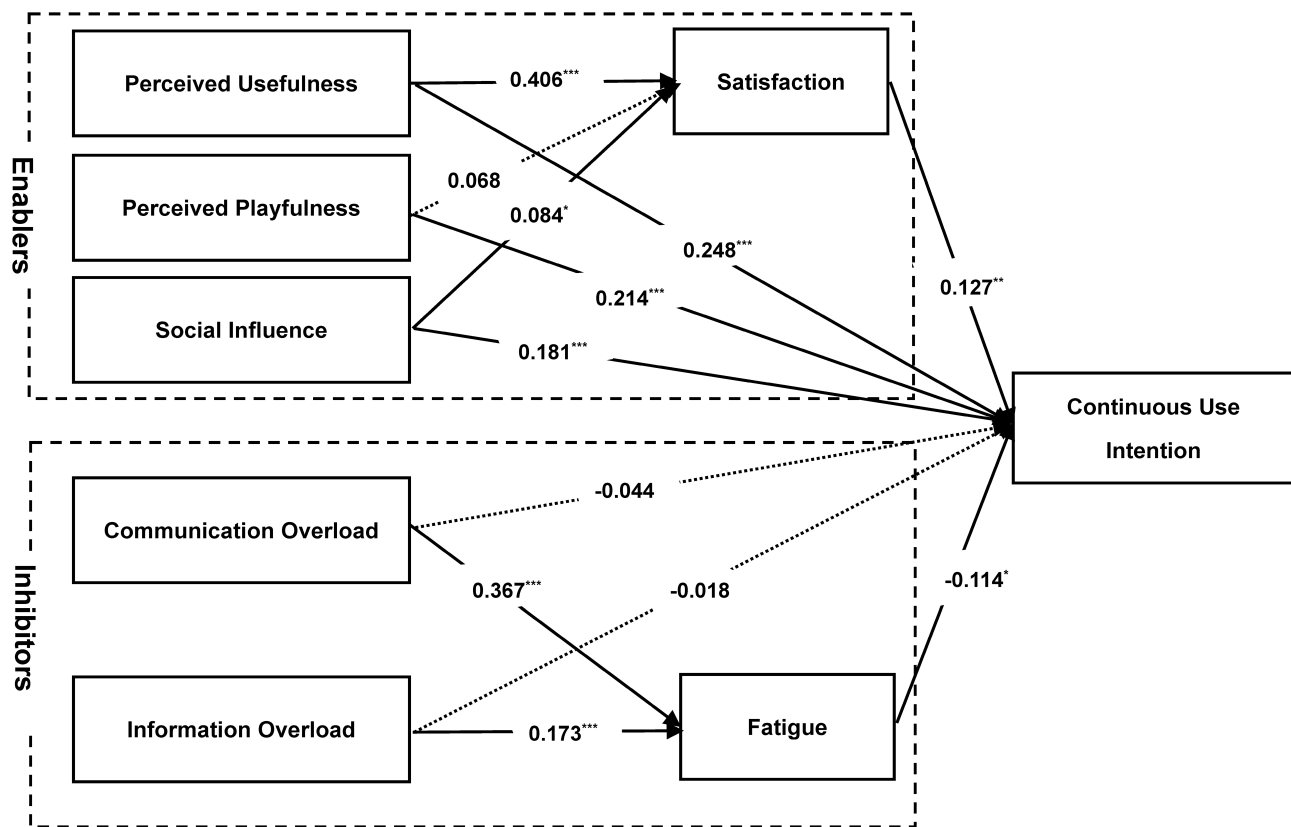 Enablers
Perceived Usefulness
0.406***
Satisfaction
Perceived Playfulness
0.068
0.084*
0.248***
0.214***
0.127**
Social Influence
0.181***
Continuous Use
Intention
Inhibitors
Communication Overload
-0.044
0.367***
-0.018
-0.114*
Information Overload
0.173***
Fatigue